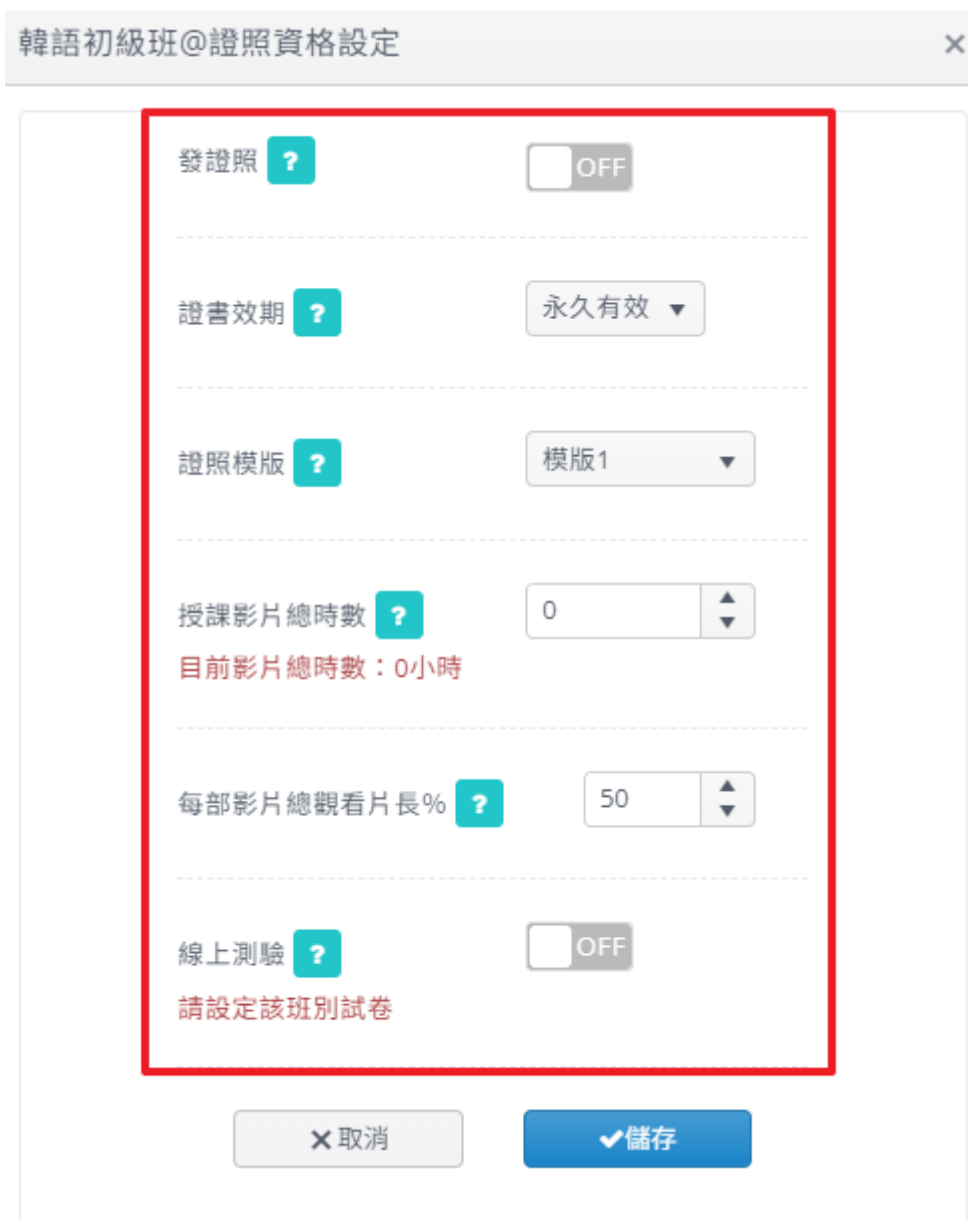 韓語初級班@證照資格設定 ×
發證照 ? OFF
證書效期 ? 永久有效
證照模版 ? 模版1
授課影片總時數 ? 0
目前影片總時數：0小時
每部影片總觀看片長% ? 50
線上測驗 ? OFF
請設定該班別試卷
取消 儲存